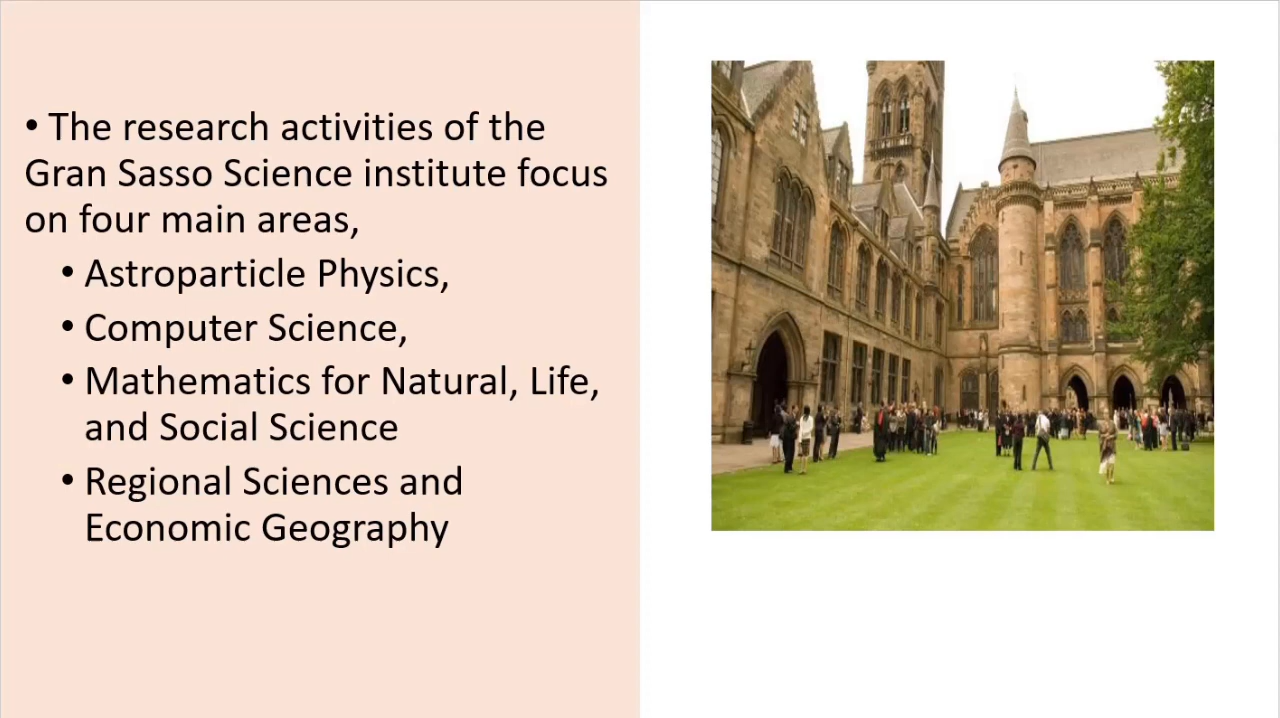 • The research activities of the
Gran Sasso Science institute focus
on four main areas,
• Astroparticle Physics,
• Computer Science,
• Mathematics for Natural, Life,
and Social Science
• Regional Sciences and
Economic Geography